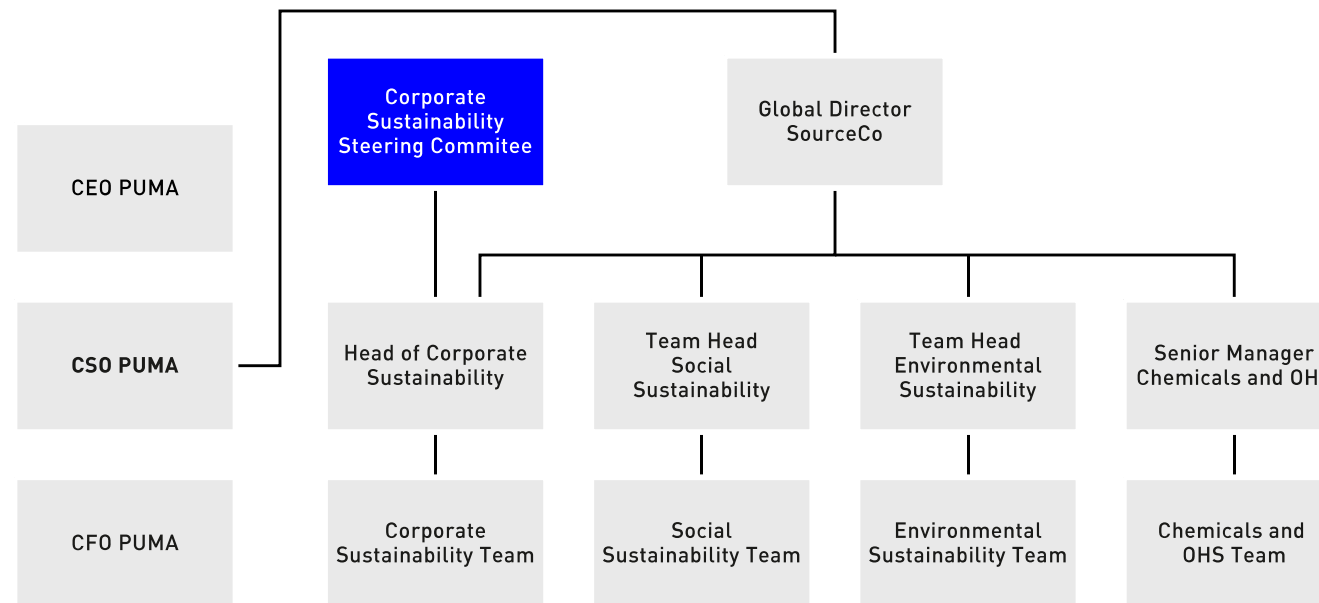 Corporate
Sustainability
Steering Commitee
Global Director
SourceCo
CEO PUMA
CSO PUMA
Head of Corporate
Sustainability
Team Head
Social
Sustainability
Team Head
Environmental
Sustainability
Senior Manager
Chemicals and OH
CFO PUMA
Corporate
Sustainability Team
Social
Sustainability Team
Environmental
Sustainability Team
Chemicals and
OHS Team